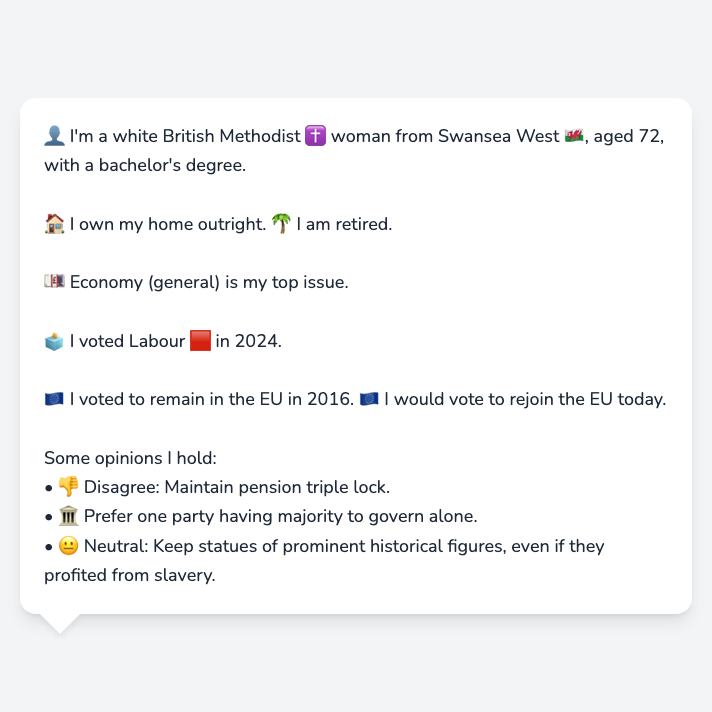 👤 I'm a white British Methodist ✝️ woman from Swansea West 🏴󠁧󠁢󠁷󠁬󠁳󠁿, aged 72,
with a bachelor's degree.
🏠 I own my home outright. 🌴 I am retired.
💷 Economy (general) is my top issue.
🗳️ I voted Labour 🟥 in 2024.
🇪🇺 I voted to remain in the EU in 2016. 🇪🇺 I would vote to rejoin the EU today.
Some opinions I hold:
• 👎 Disagree: Maintain pension triple lock.
• 🏛️ Prefer one party having majority to govern alone.
• 😐 Neutral: Keep statues of prominent historical figures, even if they
profited from slavery.